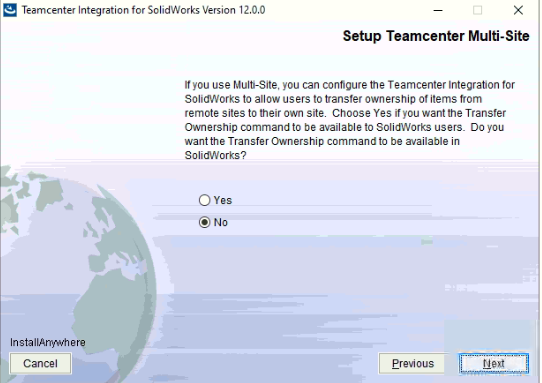 Teamcenter Integration for SolidWorks Version 12.0.0
Setup Teamcenter Multi-Site
If you use Multi-Site, you can configure the Teamcenter Integration for
SolidWorks to allow users to transfer ownership of items from
remote sites to their own site. Choose Yes if you want the Transfer
Ownership command to be available to SolidWorks users. Do you
want the Transfer Ownership command to be available in
SolidWorks?
Yes
No
InstallAnywhere
Cancel
Previous
Next